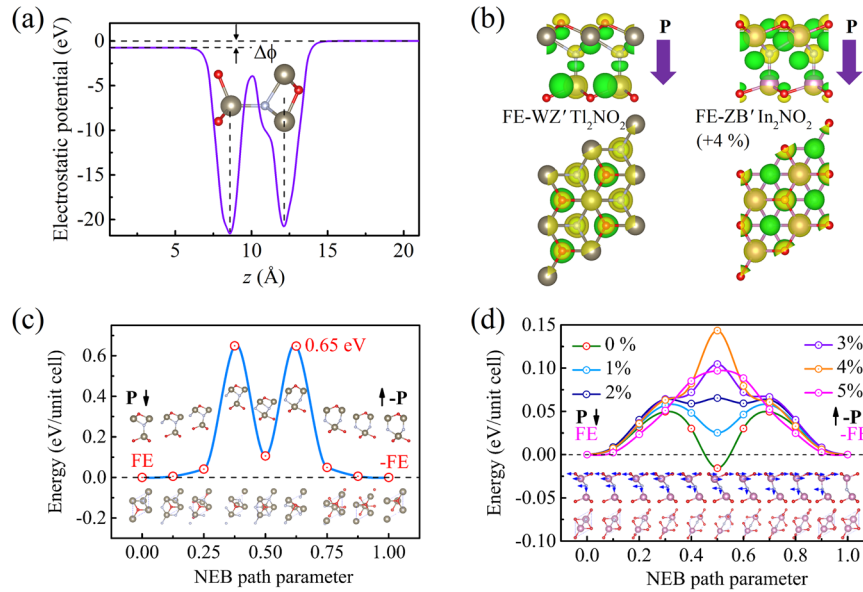 (a)
0
-5
-10
-15
-20
Δϕ
5
10
15
20
Electrostatic potential (eV)
z (Å)
(b)
P
P
FE-WZ′ Tl₂NO₂
FE-ZB′ In₂NO₂
(+4 %)
(c)
0.6
0.4
0.2
0.0
-0.2
0.65 eV
P
-P
FE
-FE
0.00
0.25
0.50
0.75
1.00
Energy (eV/unit cell)
NEB path parameter
(d)
0.15
0.10
0.05
0.00
-0.05
-0.10
0 %
1%
2%
3%
4%
5%
P
-P
FE
-FE
0.0
0.2
0.4
0.6
0.8
1.0
Energy (eV/unit cell)
NEB path parameter